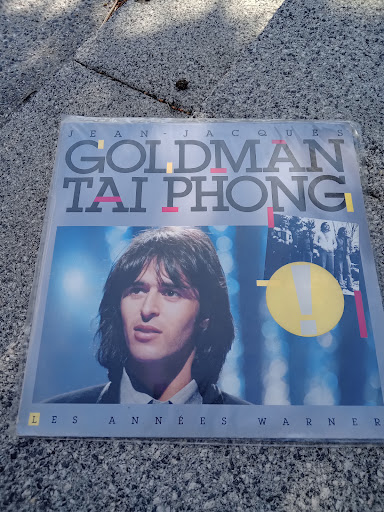 JEAN-JACQUES
GOLDMAN
TAI PHONG
!
LES ANNÉES WARNER